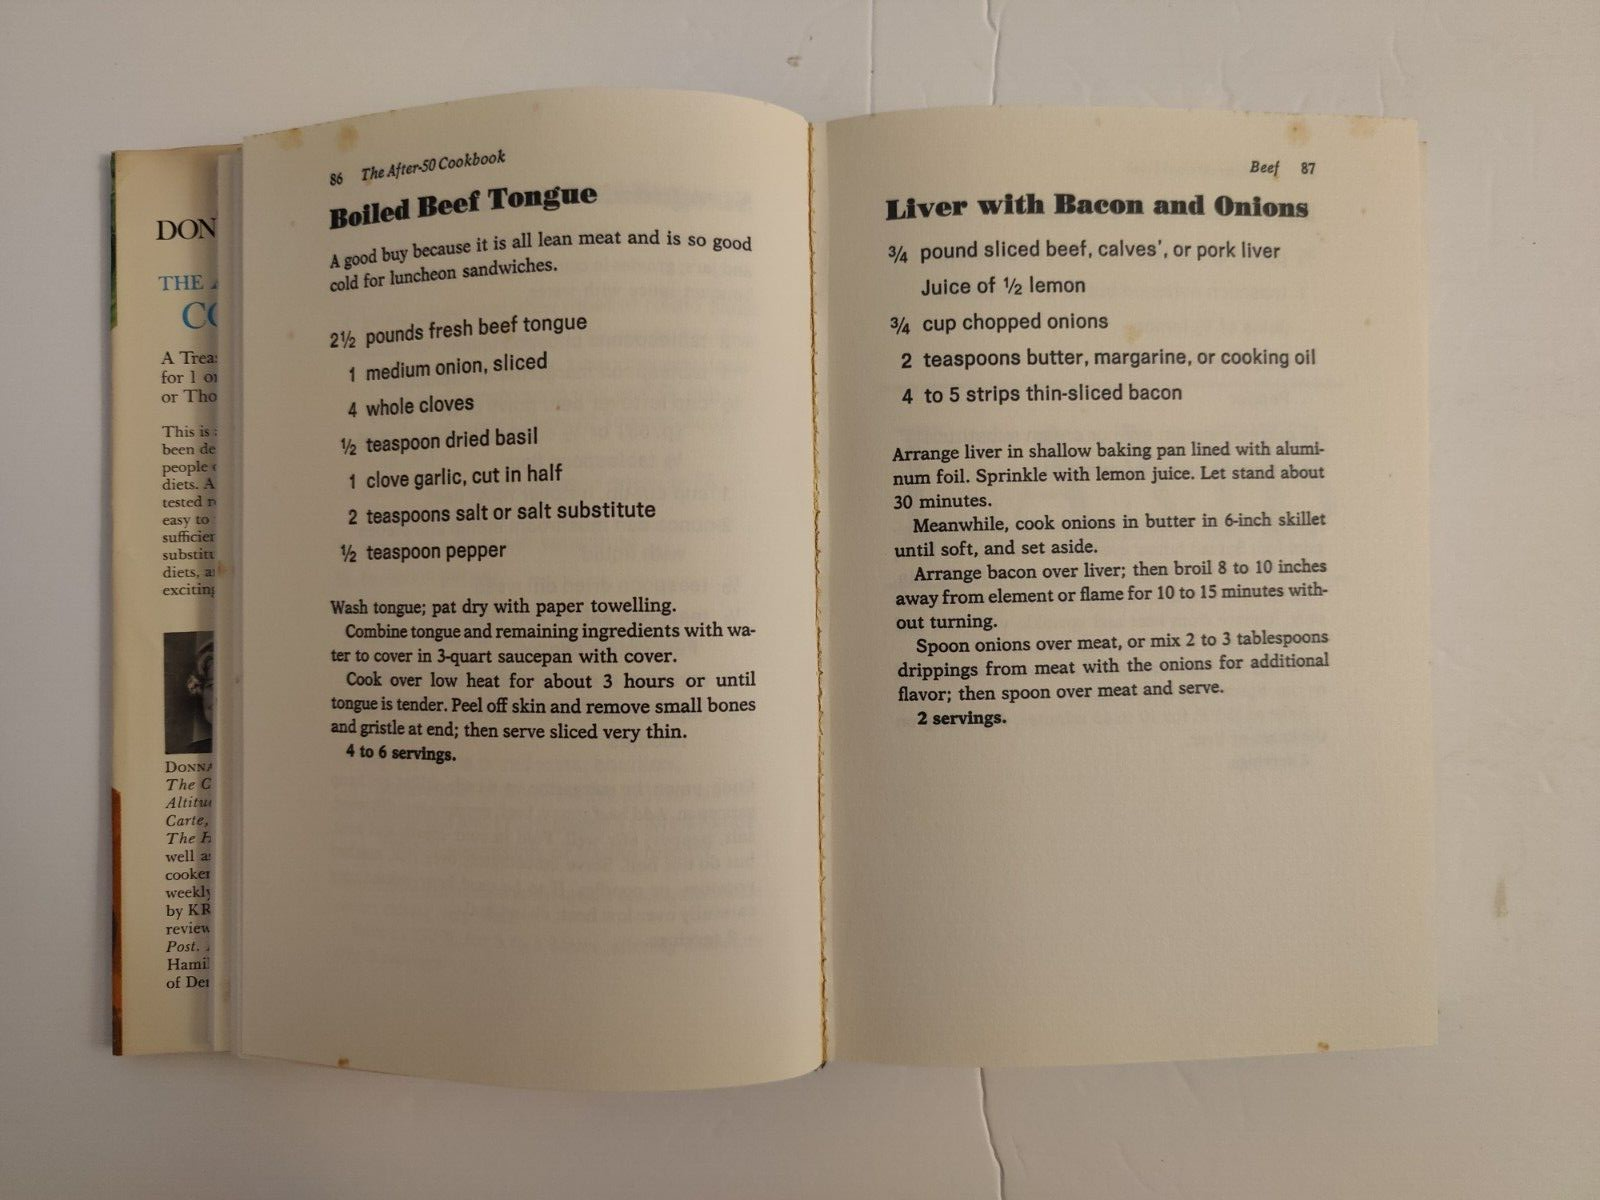 DON
THE
CO
A Trea
for 1 or
or Tho
This is
been de
people
diets. A
tested r
easy to
sufficien
substitu
diets, a
exciting
DONNA
The C
Altitu
Carte,
The H
well as
cooker
weekly
by KR
review
Post.
Hamil
of Den
86 The After-50 Cookbook
Boiled Beef Tongue
A good buy because it is all lean meat and is so good
cold for luncheon sandwiches.
2½ pounds fresh beef tongue
1 medium onion, sliced
4 whole cloves
½ teaspoon dried basil
1 clove garlic, cut in half
2 teaspoons salt or salt substitute
½ teaspoon pepper
Wash tongue; pat dry with paper towelling.
Combine tongue and remaining ingredients with wa-
ter to cover in 3-quart saucepan with cover.
Cook over low heat for about 3 hours or until
tongue is tender. Peel off skin and remove small bones
and gristle at end; then serve sliced very thin.
4 to 6 servings.
Beef 87
Liver with Bacon and Onions
¾ pound sliced beef, calves', or pork liver
Juice of ½ lemon
¾ cup chopped onions
2 teaspoons butter, margarine, or cooking oil
4 to 5 strips thin-sliced bacon
Arrange liver in shallow baking pan lined with alumi-
num foil. Sprinkle with lemon juice. Let stand about
30 minutes.
Meanwhile, cook onions in butter in 6-inch skillet
until soft, and set aside.
Arrange bacon over liver; then broil 8 to 10 inches
away from element or flame for 10 to 15 minutes with-
out turning.
Spoon onions over meat, or mix 2 to 3 tablespoons
drippings from meat with the onions for additional
flavor; then spoon over meat and serve.
2 servings.